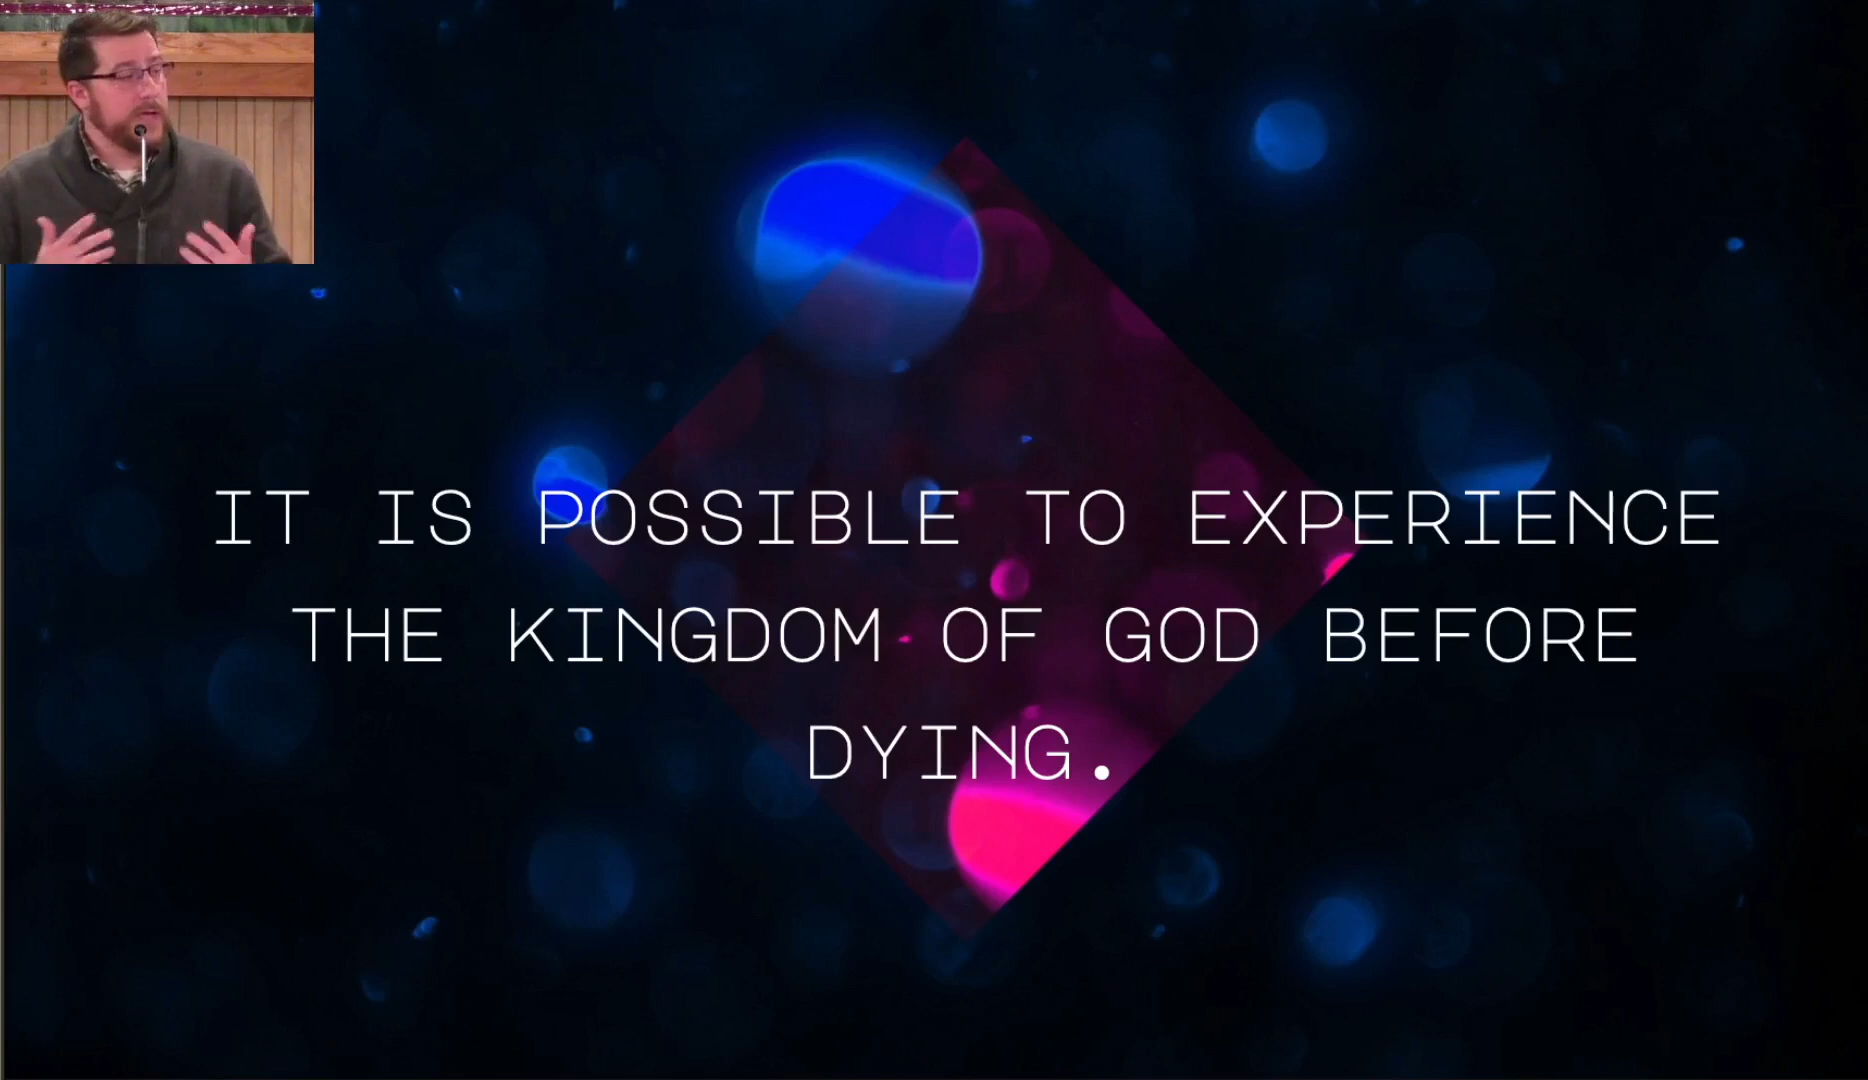 IT IS POSSIBLE TO EXPERIENCE
THE KINGDOM OF GOD BEFORE
DYING.